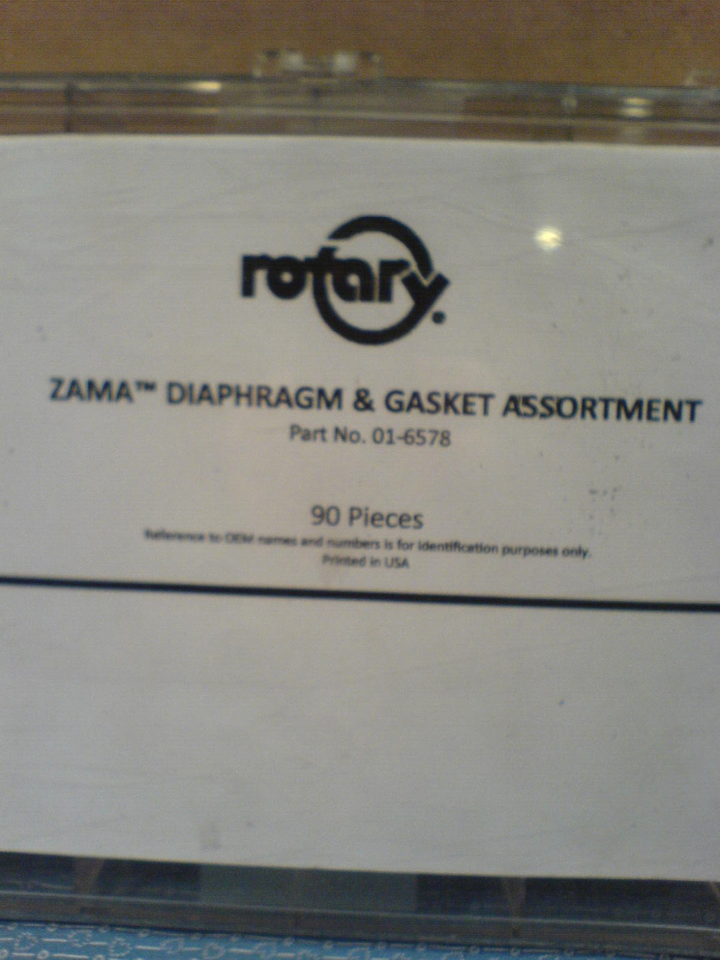 rotary.
ZAMA™ DIAPHRAGM & GASKET ASSORTMENT
Part No. 01-6578
90 Pieces
Reference to OEM names and numbers is for identification purposes only.
Printed in USA